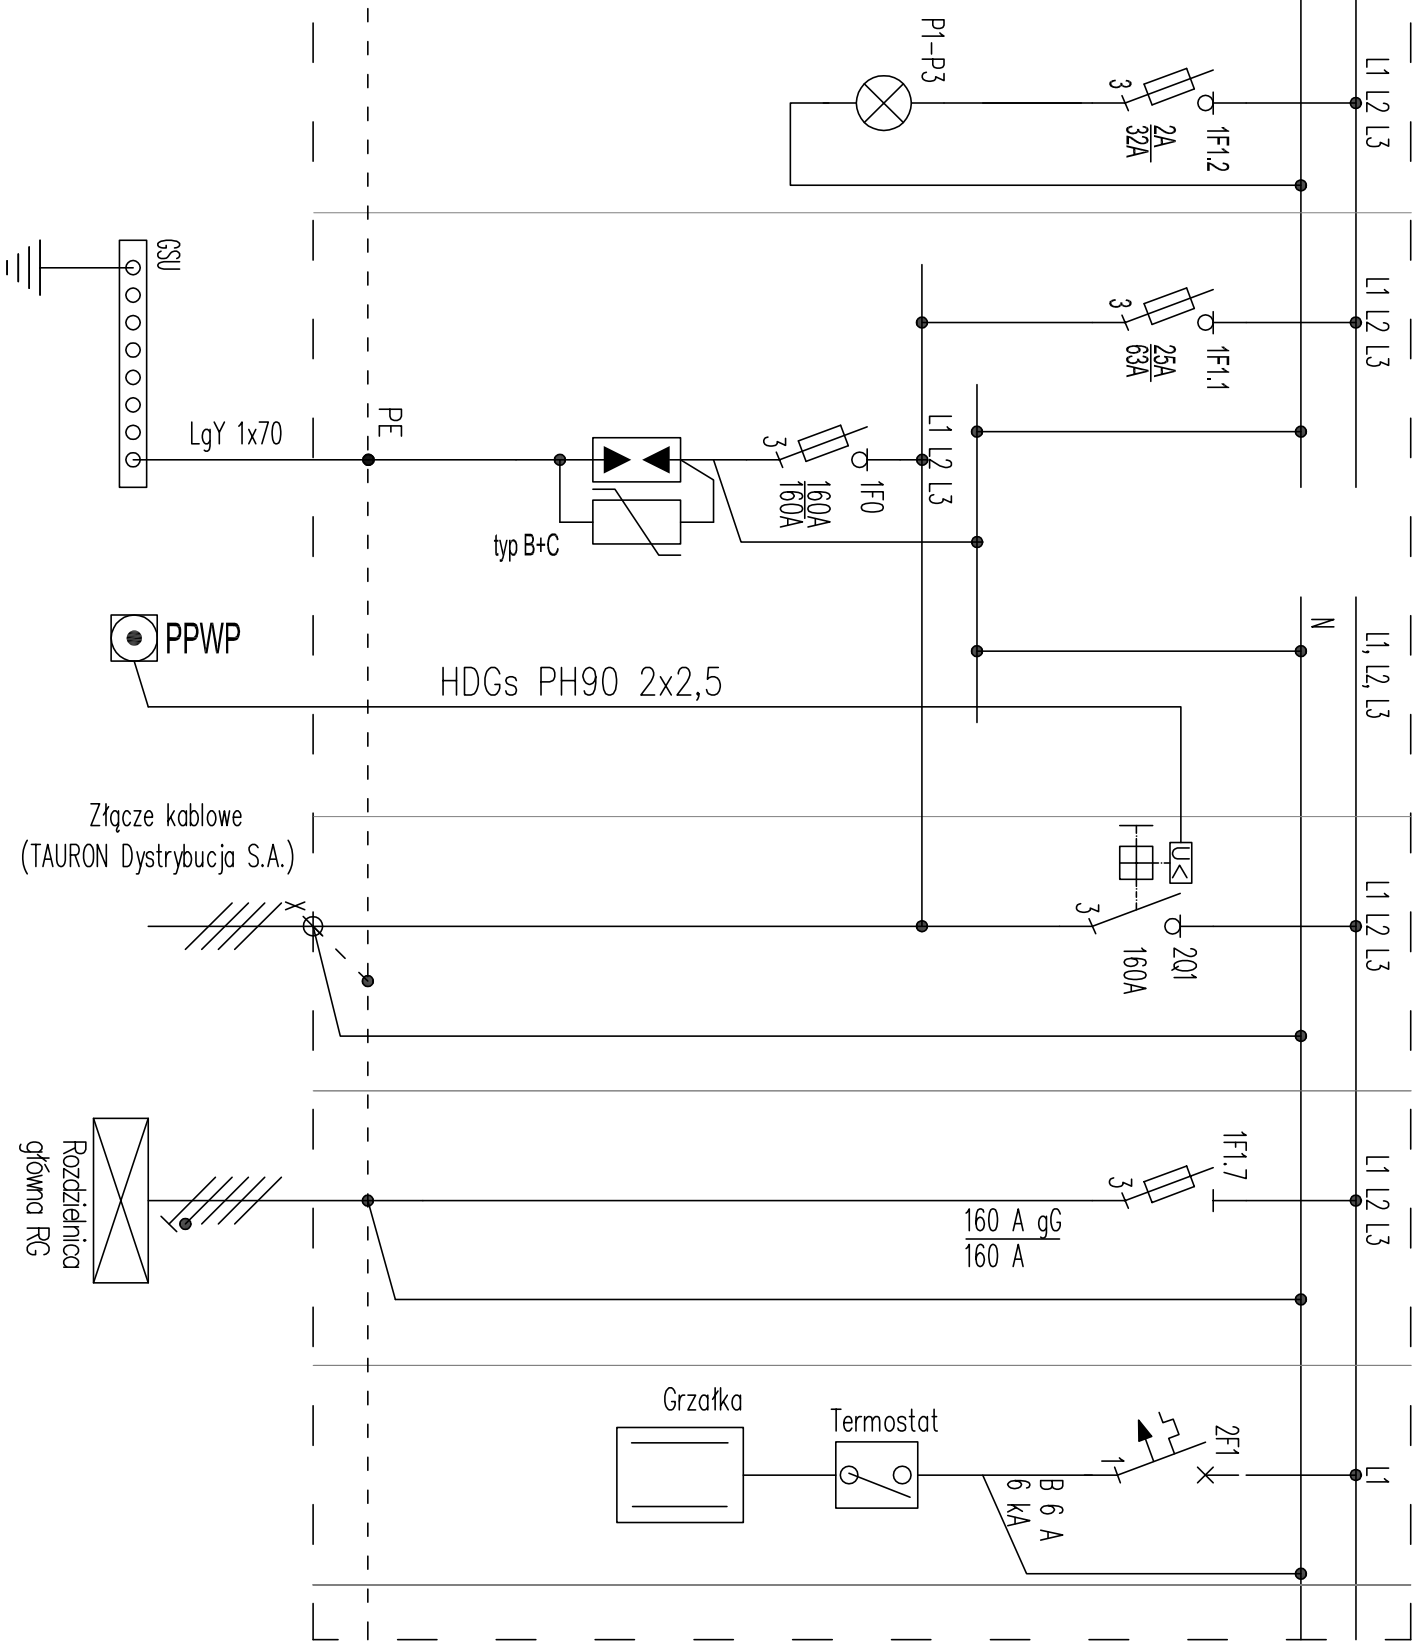 P1-P3
3
2A
32A
1F1.2
L1 L2 L3
GSU
3
25A
63A
1F1.1
L1 L2 L3
LgY 1x70
PE
typ B+C
3
160A
160A
1F0
L1 L2 L3
PPWP
HDGs PH90 2x2,5
N
L1, L2, L3
Złącze kablowe
(TAURON Dystrybucja S.A.)
X
U<
3
160A
2Q1
L1 L2 L3
Rozdzielnica
główna RG
160 A gG
160 A
3
1F1.7
L1 L2 L3
Grzałka
Termostat
B 6 A
6 kA
1
2F1
L1